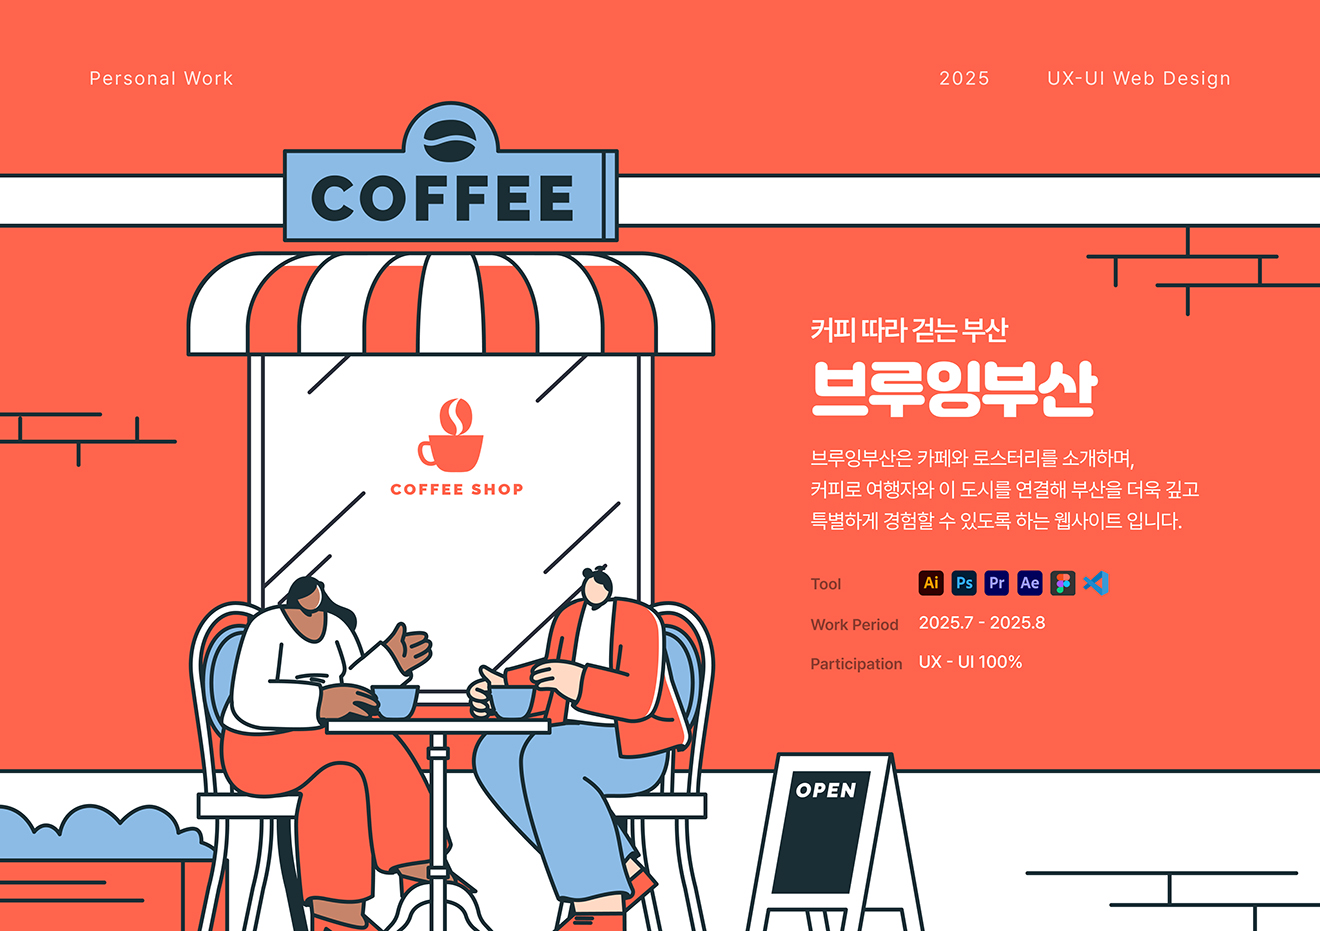 Personal Work
2025
UX-UI Web Design
COFFEE
커피 따라 걷는 부산
브루잉부산
COFFEE SHOP
브루잉부산은 카페와 로스터리를 소개하며,
커피로 여행자와 이 도시를 연결해 부산을 더욱 깊고
특별하게 경험할 수 있도록 하는 웹사이트 입니다.
Tool Ai Ps Pr Ae
Work Period 2025.7 - 2025.8
Participation UX - UI 100%
OPEN